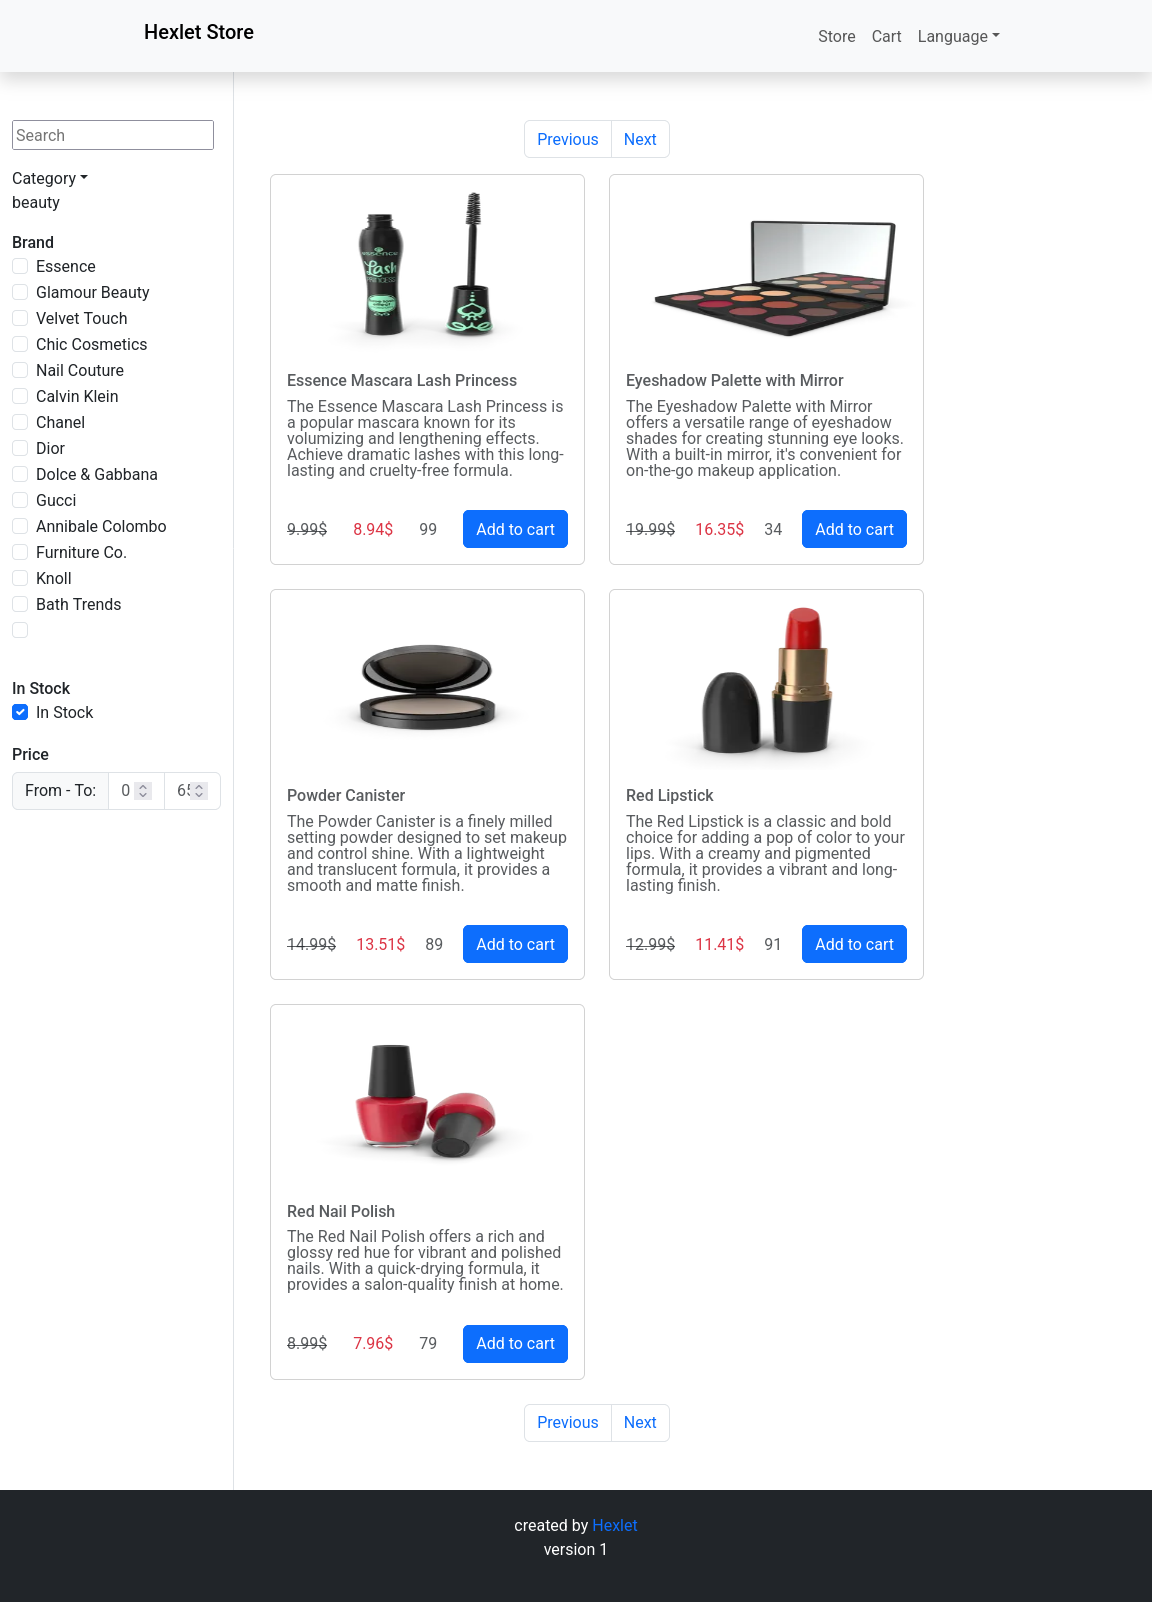 Hexlet Store
Store
Cart
Language
Search
Category
beauty
Brand
Essence
Glamour Beauty
Velvet Touch
Chic Cosmetics
Nail Couture
Calvin Klein
Chanel
Dior
Dolce & Gabbana
Gucci
Annibale Colombo
Furniture Co.
Knoll
Bath Trends
In Stock
In Stock
Price
From - To:
0
Previous
Next
essence
Lash
PRINCESS
Essence Mascara Lash Princess
The Essence Mascara Lash Princess is
a popular mascara known for its
volumizing and lengthening effects.
Achieve dramatic lashes with this long-
lasting and cruelty-free formula.
9.99$
8.94$
99
Add to cart
Eyeshadow Palette with Mirror
The Eyeshadow Palette with Mirror
offers a versatile range of eyeshadow
shades for creating stunning eye looks.
With a built-in mirror, it's convenient for
on-the-go makeup application.
19.99$
16.35$
34
Add to cart
Powder Canister
The Powder Canister is a finely milled
setting powder designed to set makeup
and control shine. With a lightweight
and translucent formula, it provides a
smooth and matte finish.
14.99$
13.51$
89
Add to cart
Red Lipstick
The Red Lipstick is a classic and bold
choice for adding a pop of color to your
lips. With a creamy and pigmented
formula, it provides a vibrant and long-
lasting finish.
12.99$
11.41$
91
Add to cart
Red Nail Polish
The Red Nail Polish offers a rich and
glossy red hue for vibrant and polished
nails. With a quick-drying formula, it
provides a salon-quality finish at home.
8.99$
7.96$
79
Add to cart
Previous
Next
created by Hexlet
version 1